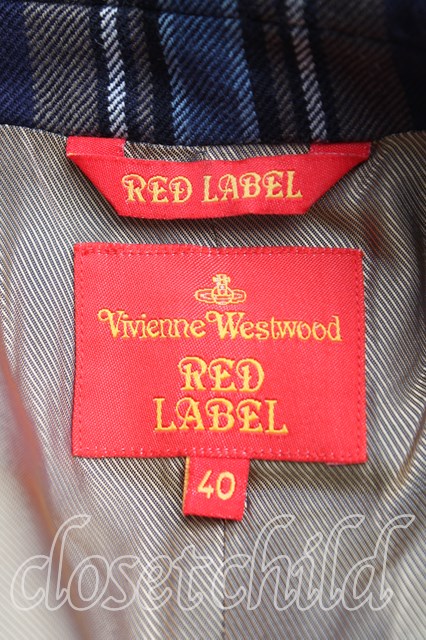 RED LABEL
Vivienne Westwood
RED
LABEL
40
closetchild